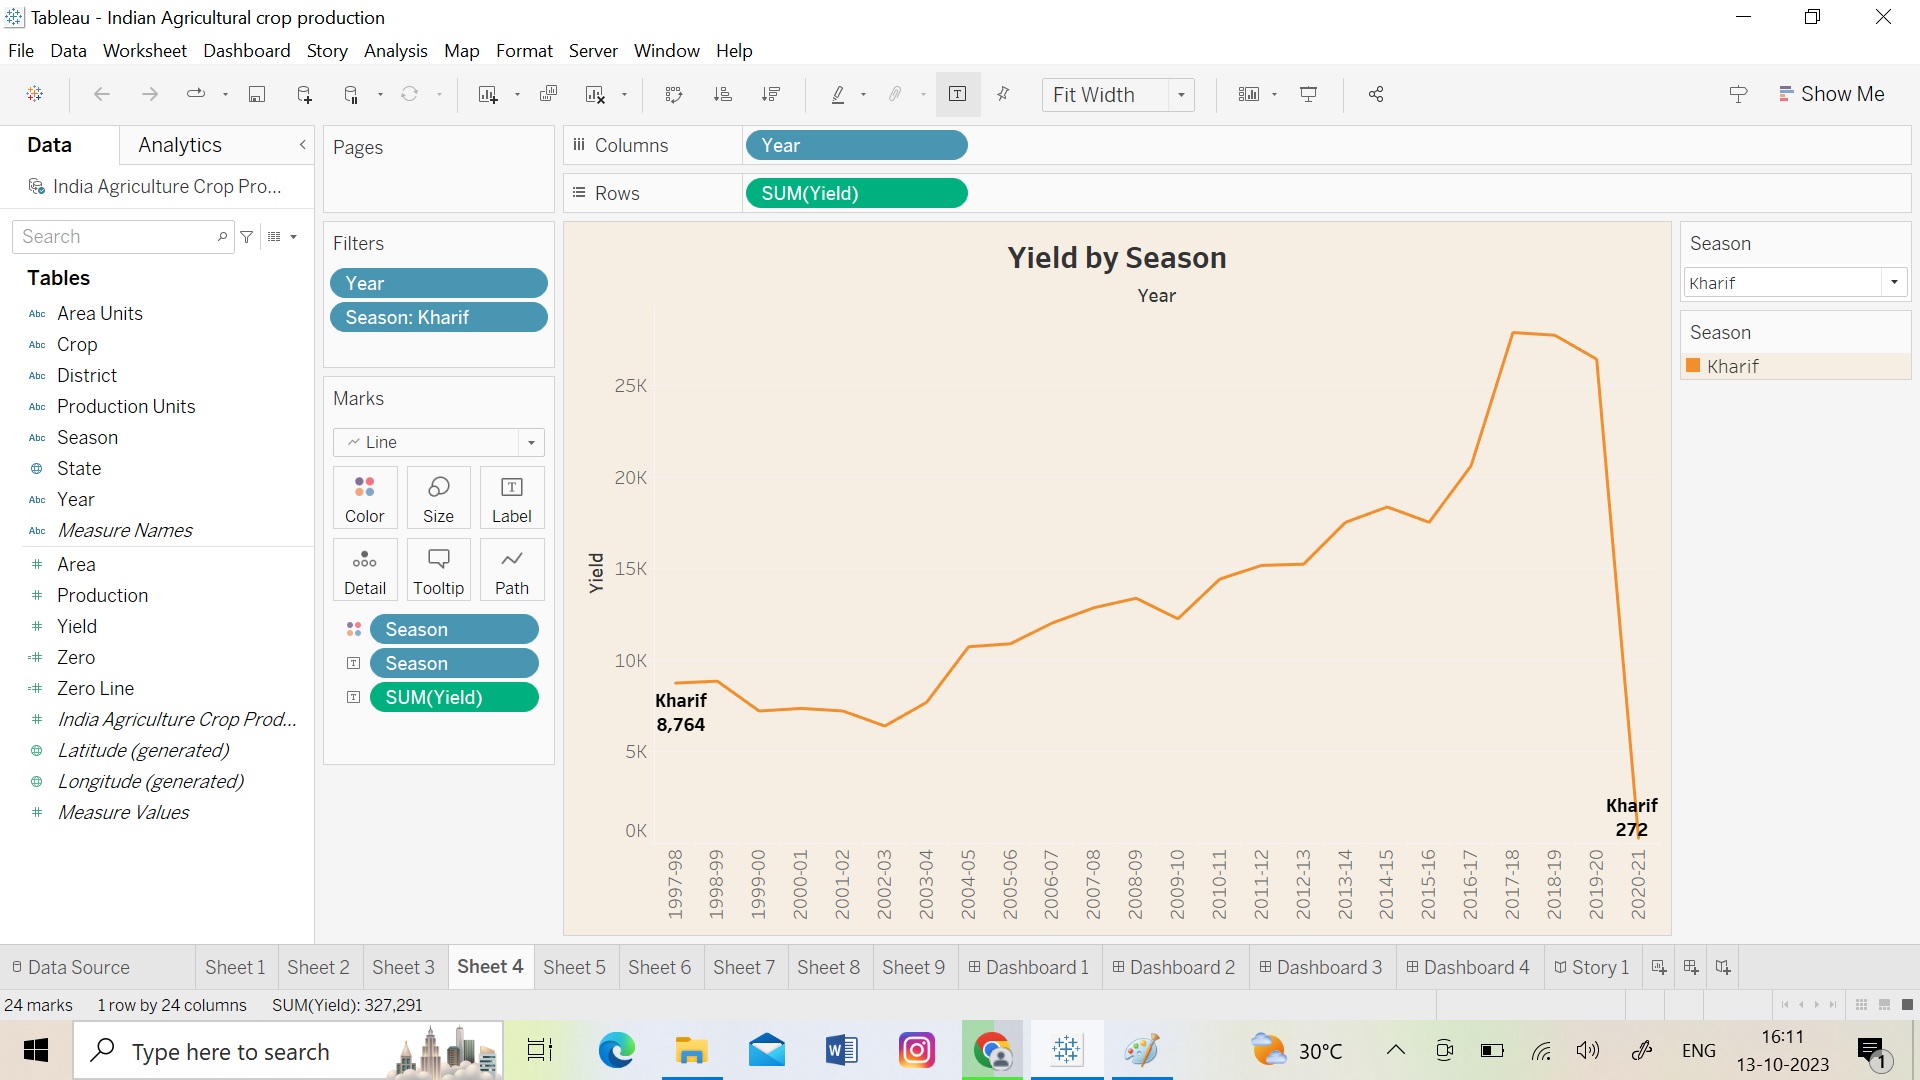 Tableau - Indian Agricultural crop production
File Data Worksheet Dashboard Story Analysis Map Format Server Window Help
Fit Width
Show Me
Data
Analytics
India Agriculture Crop Pro...
Search
Tables
Abc Area Units
Abc Crop
Abc District
Abc Production Units
Abc Season
State
Abc Year
Abc Measure Names
# Area
# Production
# Yield
=# Zero
=# Zero Line
# India Agriculture Crop Prod...
Latitude (generated)
Longitude (generated)
# Measure Values
Pages
Filters
Year
Season: Kharif
Marks
Line
Color
Size
T
Label
Detail
Tooltip
Path
Season
T Season
T SUM(Yield)
iii Columns
Year
Rows
SUM(Yield)
Yield by Season
Year
Yield
25K
20K
15K
10K
5K
0K
Kharif
8,764
Kharif
272
1997-98
1998-99
1999-00
2000-01
2001-02
2002-03
2003-04
2004-05
2005-06
2006-07
2007-08
2008-09
2009-10
2010-11
2011-12
2012-13
2013-14
2014-15
2015-16
2016-17
2017-18
2018-19
2019-20
2020-21
Season
Kharif
Season
Kharif
Data Source
Sheet 1
Sheet 2
Sheet 3
Sheet 4
Sheet 5
Sheet 6
Sheet 7
Sheet 8
Sheet 9
Dashboard 1
Dashboard 2
Dashboard 3
Dashboard 4
Story 1
24 marks
1 row by 24 columns
SUM(Yield): 327,291
Type here to search
30°C
ENG
16:11
13-10-2023
1